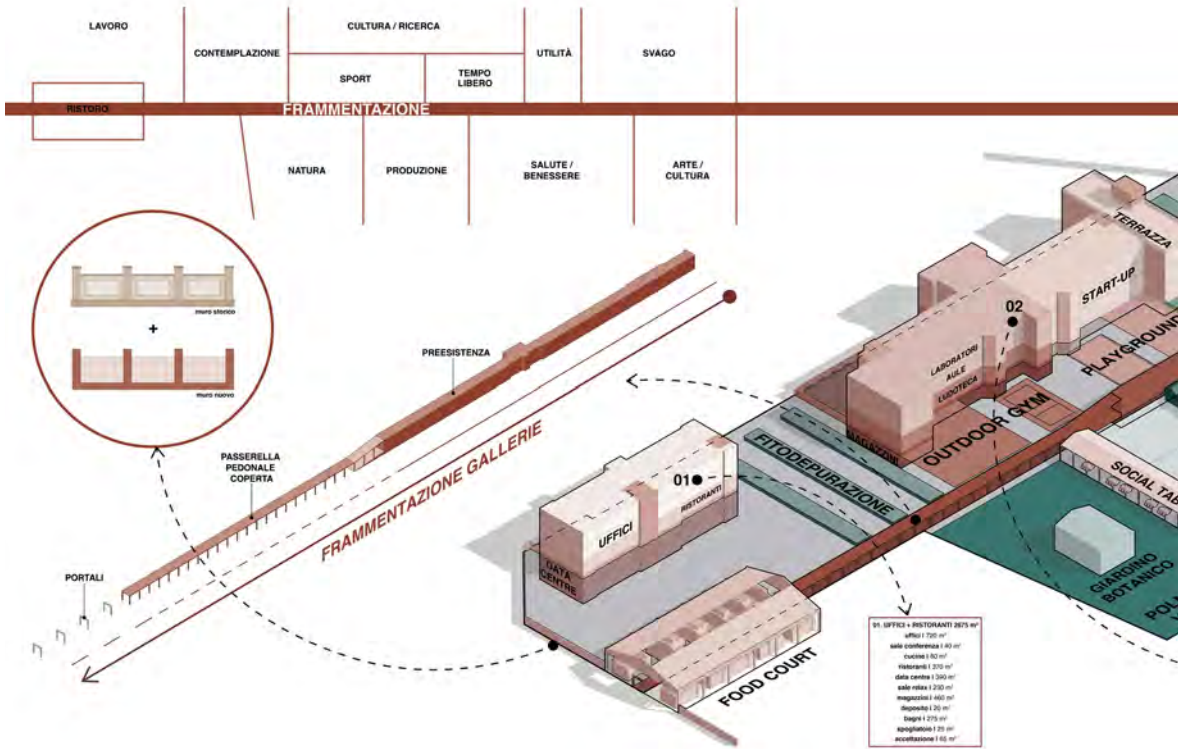 LAVORO
CONTEMPLAZIONE
CULTURA / RICERCA
SPORT
TEMPO
LIBERO
UTILITÀ
SVAGO
RISTORO
FRAMMENTAZIONE
NATURA
PRODUZIONE
SALUTE /
BENESSERE
ARTE /
CULTURA
muro storico
+
muro nuovo
PREESISTENZA
PASSERELLA
PEDONALE
COPERTA
PORTALI
FRAMMENTAZIONE GALLERIE
TERRAZZA
START-UP
02
LABORATORI
AULE
LUDOTECA
PLAYGROUND
MAGAZZINI
OUTDOOR GYM
FITODEPURAZIONE
SOCIAL TAB
01
RISTORANTI
UFFICI
DATA
CENTRE
GIARDINO
BOTANICO
FOOD COURT
01. UFFICI + RISTORANTI 2675 m²
uffici I 720 m²
sale conferenza I 40 m²
cucine I 80 m²
ristoranti I 370 m²
data centre I 390 m²
sale relax I 230 m²
magazzini I 460 m²
deposito I 20 m²
bagni I 275 m²
spogliatoio I 25 m²
accettazione I 65 m²